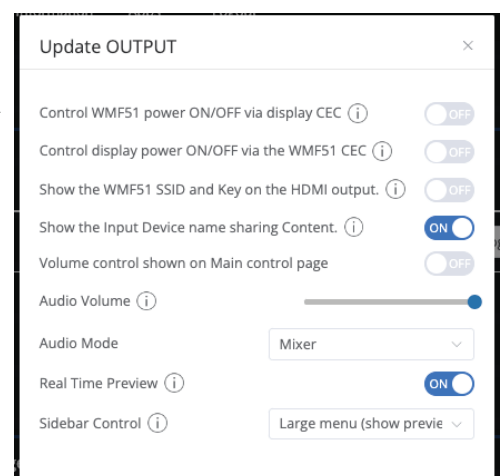 Update OUTPUT ×
Control WMF51 power ON/OFF via display CEC i OFF
Control display power ON/OFF via the WMF51 CEC i OFF
Show the WMF51 SSID and Key on the HDMI output. i OFF
Show the Input Device name sharing Content. i ON
Volume control shown on Main control page OFF
Audio Volume i
Audio Mode Mixer
Real Time Preview i ON
Sidebar Control i Large menu (show previe